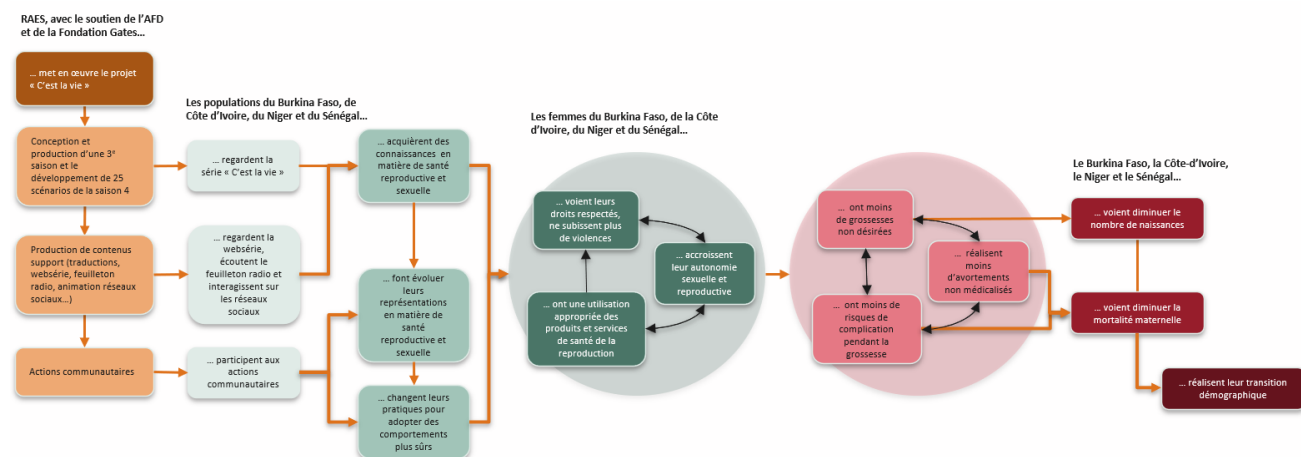 RAES, avec le soutien de l'AFD
et de la Fondation Gates…
… met en œuvre le projet
« C'est la vie »
Conception et
production d'une 3e
saison et le
développement de 25
scénarios de la saison 4
Production de contenus
support (traductions,
websérie, feuilleton
radio, animation réseaux
sociaux…)
Actions communautaires
Les populations du Burkina Faso, de
Côte d'Ivoire, du Niger et du Sénégal…
… regardent la
série « C'est la vie »
… regardent la
websérie,
écoutent le
feuilleton radio et
interagissent sur
les réseaux
sociaux
… participent aux
actions
communautaires
… acquièrent des
connaissances en
matière de santé
reproductive et
sexuelle
… font évoluer
leurs
représentations
en matière de
santé
reproductive et
sexuelle
… changent leurs
pratiques pour
adopter des
comportements
plus sûrs
Les femmes du Burkina Faso, de la Côte
d'Ivoire, du Niger et du Sénégal…
… voient leurs
droits respectés,
ne subissent plus
de violences
… accroissent
leur autonomie
sexuelle et
reproductive
… ont une utilisation
appropriée des
produits et services
de santé de la
reproduction
… ont moins
de grossesses
non désirées
… réalisent
moins
d'avortements
non médicalisés
… ont moins de
risques de
complication
pendant la
grossesse
Le Burkina Faso, la Côte-d'Ivoire,
le Niger et le Sénégal…
… voient diminuer le
nombre de naissances
… voient diminuer la
mortalité maternelle
… réalisent leur transition
démographique